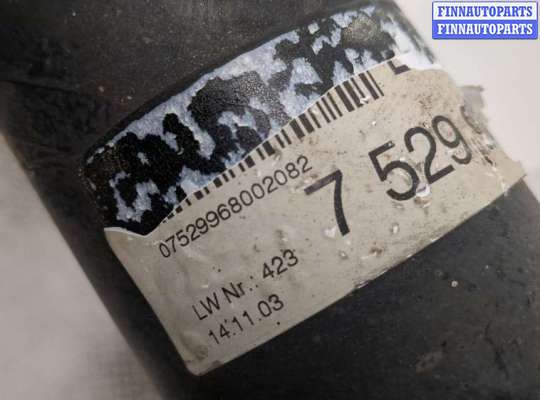 FINNAUTOPARTS
FINNAUTOPARTS
07529968002082
7 529
LW Nr.: 423
14.11.03